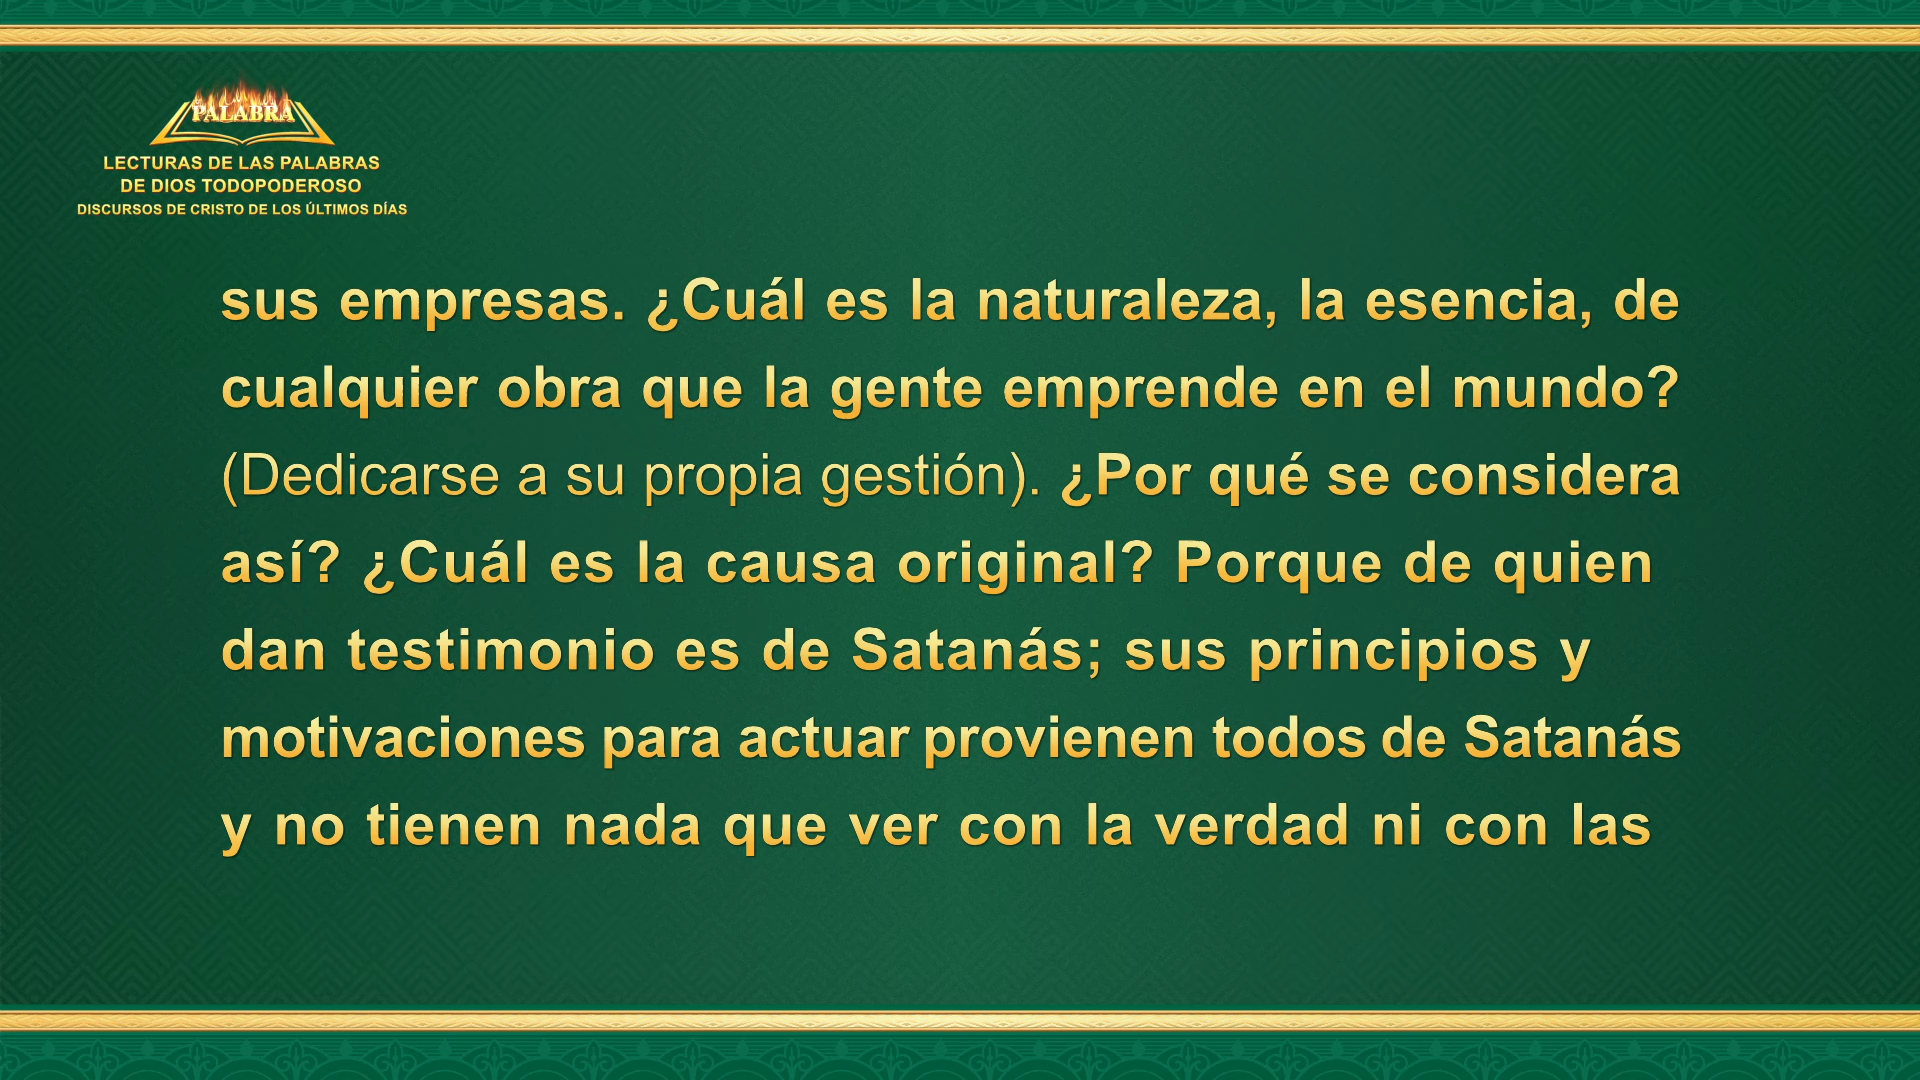 PALABRA
LECTURAS DE LAS PALABRAS
DE DIOS TODOPODEROSO
DISCURSOS DE CRISTO DE LOS ÚLTIMOS DÍAS
sus empresas. ¿Cuál es la naturaleza, la esencia, de
cualquier obra que la gente emprende en el mundo?
(Dedicarse a su propia gestión). ¿Por qué se considera
así? ¿Cuál es la causa original? Porque de quien
dan testimonio es de Satanás; sus principios y
motivaciones para actuar provienen todos de Satanás
y no tienen nada que ver con la verdad ni con las